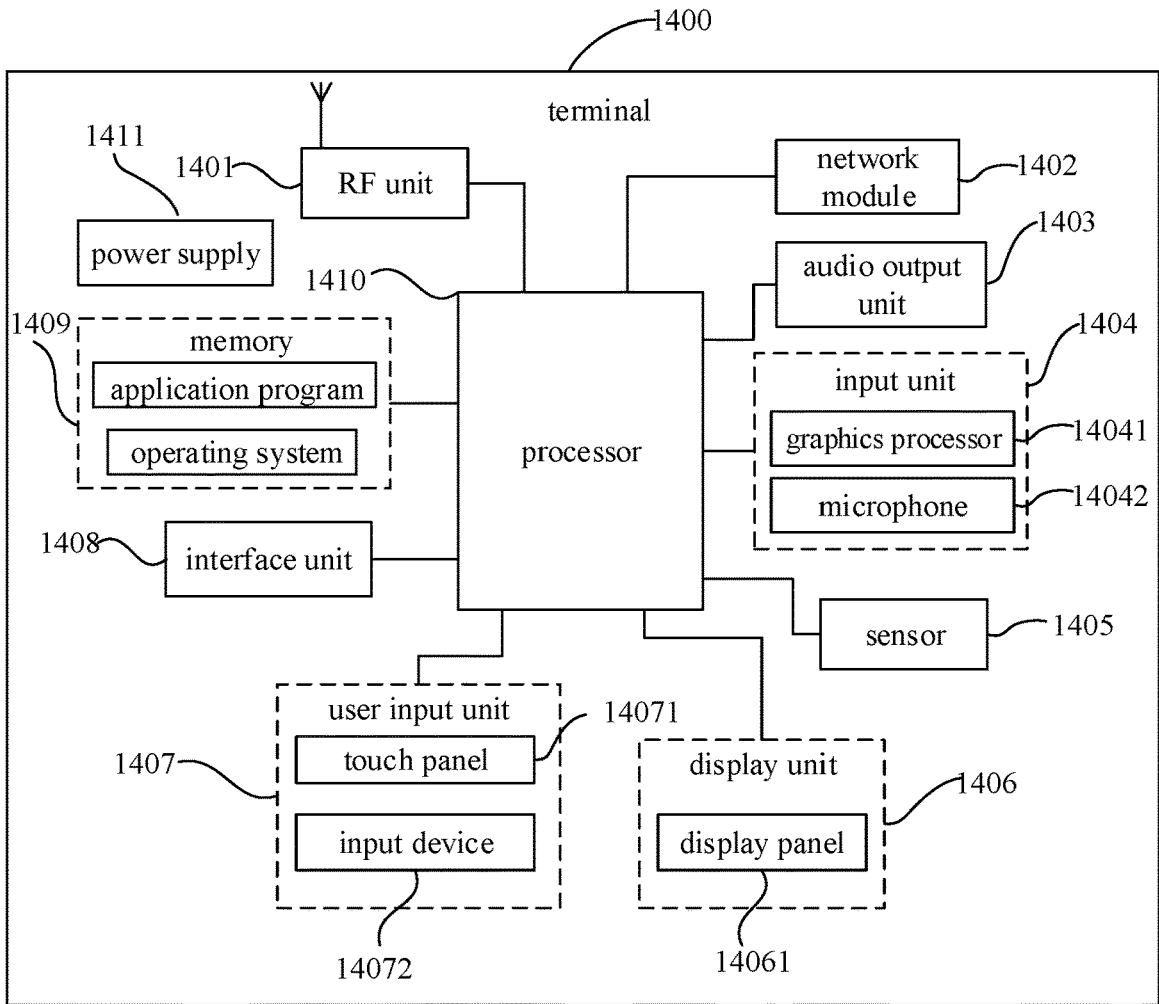 1400
terminal
1411
1401
RF unit
network
module
1402
power supply
1403
audio output
unit
1410
1409
memory
application program
operating system
1404
input unit
graphics processor
14041
microphone
14042
processor
1408
interface unit
sensor
1405
user input unit
14071
touch panel
1407
input device
14072
display unit
1406
display panel
14061